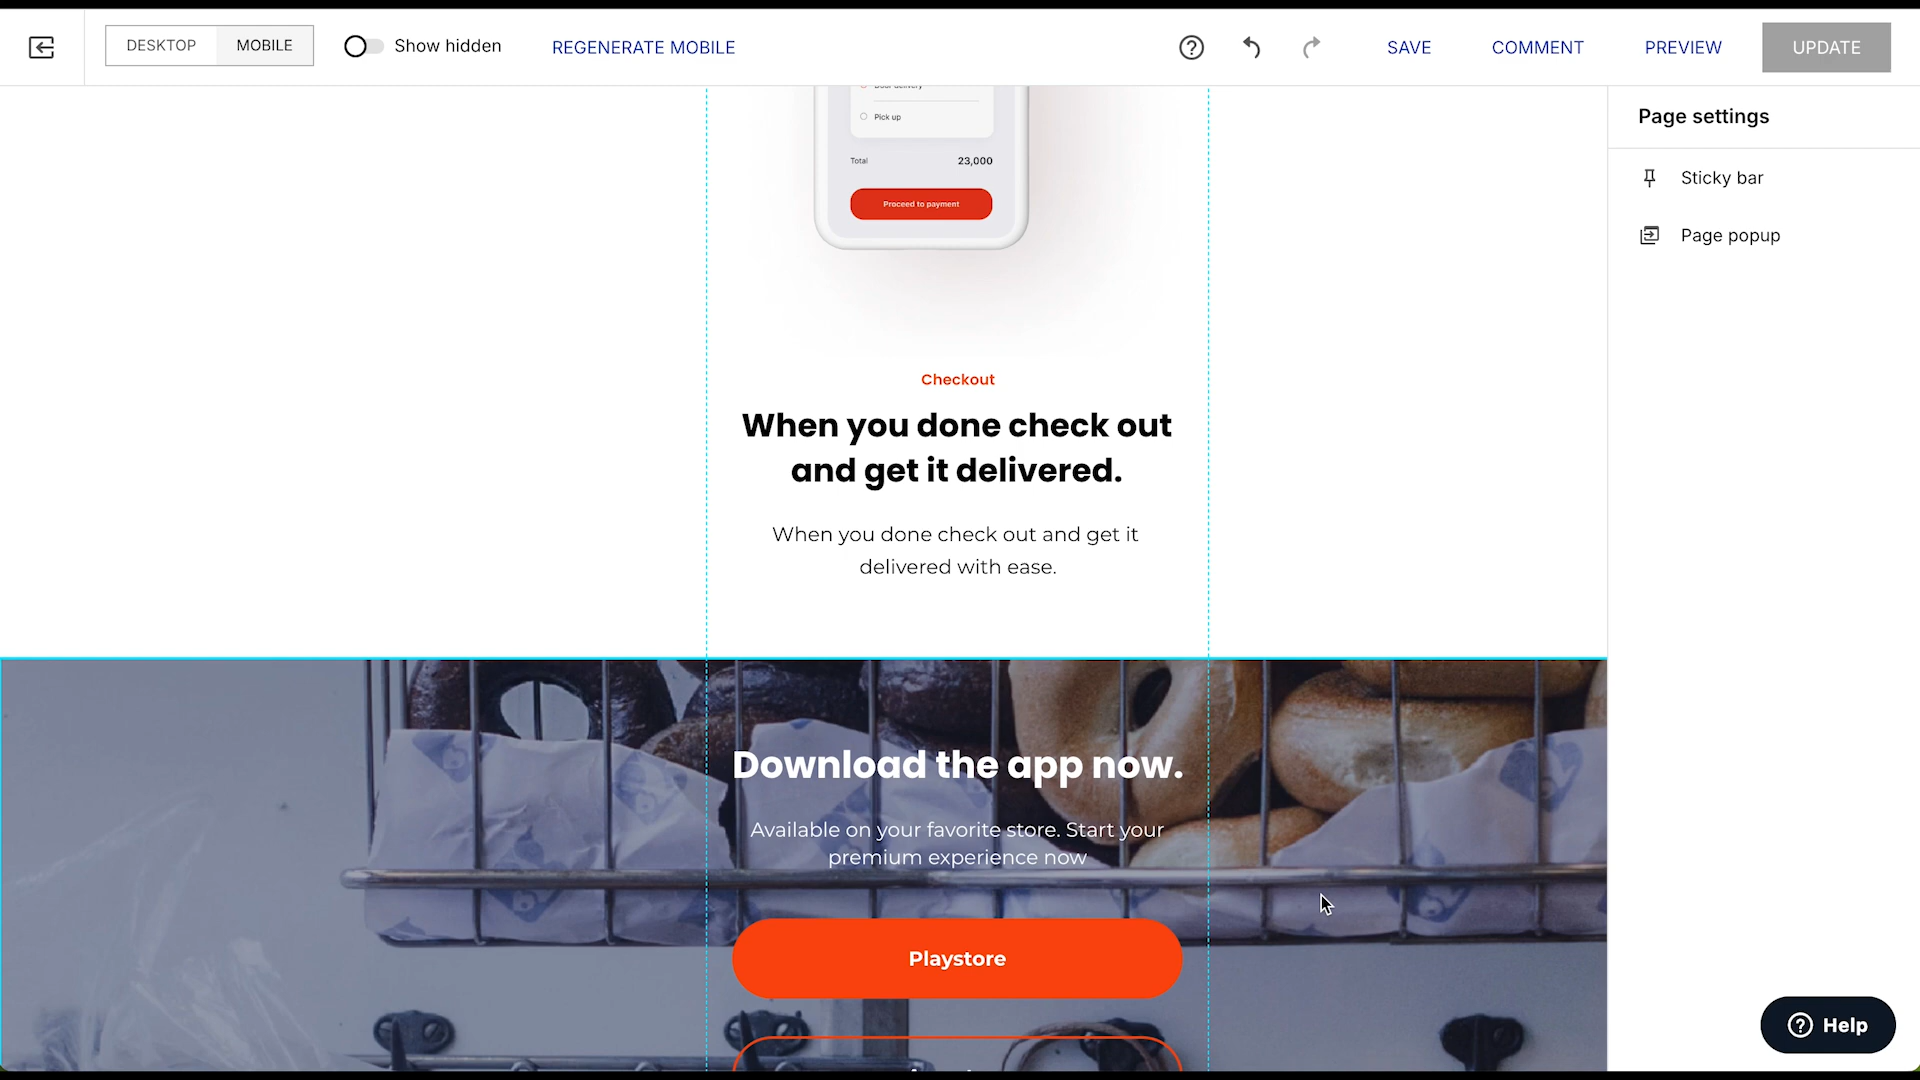 DESKTOP
MOBILE
Show hidden
REGENERATE MOBILE
SAVE
COMMENT
PREVIEW
UPDATE
Page settings
Sticky bar
Page popup
Door delivery
Pick up
Total
23,000
Proceed to payment
Checkout
When you done check out
and get it delivered.
When you done check out and get it
delivered with ease.
Download the app now.
Available on your favorite store. Start your
premium experience now
Playstore
Help